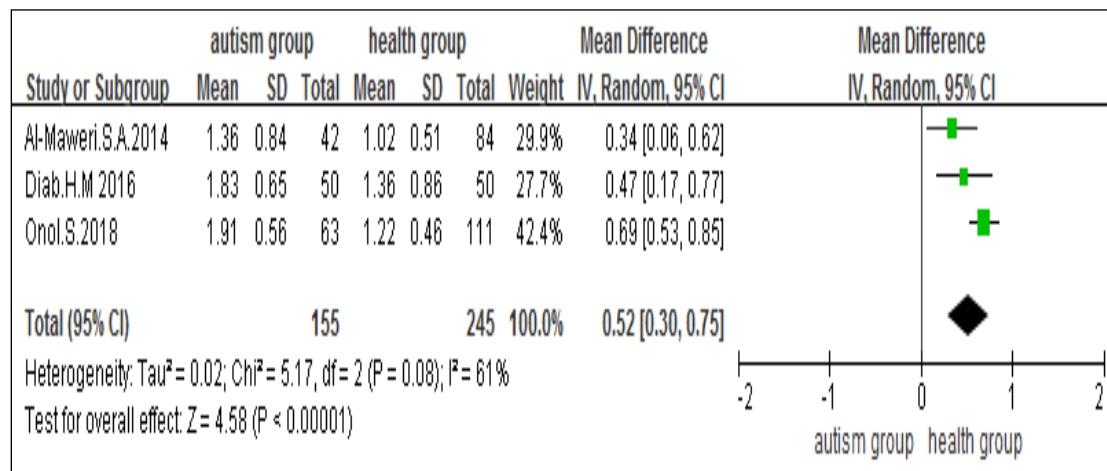 autism group health group Mean Difference Mean Difference
Study or Subgroup Mean SD Total Mean SD Total Weight IV, Random, 95% CI IV, Random, 95% CI
Al-Maweri.S.A.2014 1.36 0.84 42 1.02 0.51 84 29.9% 0.34 [0.06, 0.62]
Diab.H.M 2016 1.83 0.65 50 1.36 0.86 50 27.7% 0.47 [0.17, 0.77]
Onol.S.2018 1.91 0.56 63 1.22 0.46 111 42.4% 0.69 [0.53, 0.85]
Total (95% CI) 155 245 100.0% 0.52 [0.30, 0.75]
Heterogeneity: Tau² = 0.02; Chi² = 5.17, df = 2 (P = 0.08); I² = 61%
Test for overall effect: Z = 4.58 (P < 0.00001)
-2 -1 0 1 2
autism group health group